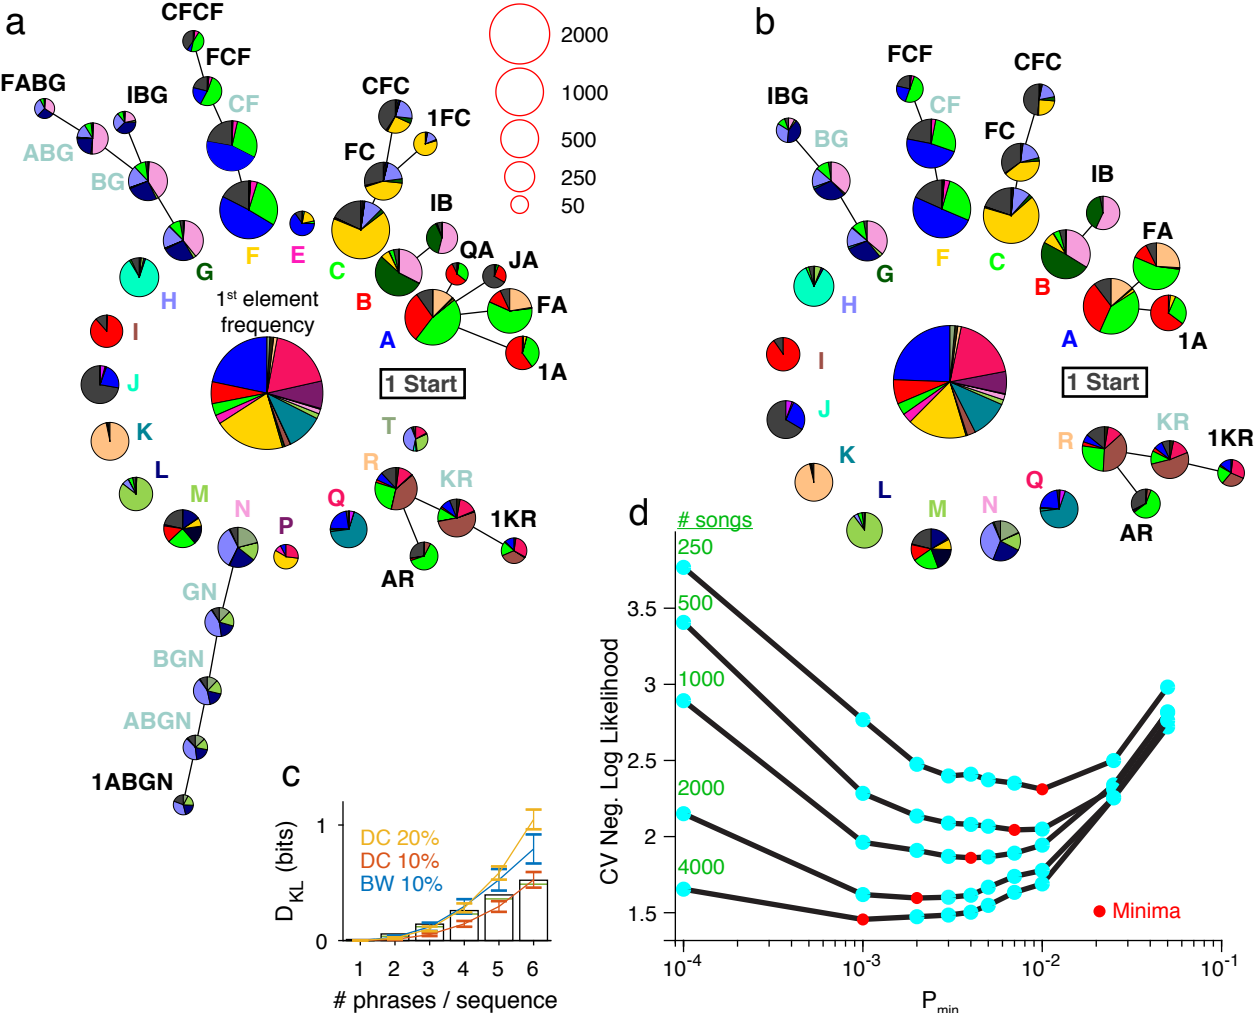 a
CFCF
FCF
CF
F
FABG
IBG
ABG
BG
G
E
CFC
1FC
FC
C
IB
B
QA
JA
FA
A
1A
2000
1000
500
250
50
H
I
J
K
L
M
N
P
Q
R
T
KR
1KR
AR
GN
BGN
ABGN
1ABGN
1st element
frequency
1 Start
b
FCF
CF
F
CFC
FC
C
IBG
BG
G
IB
B
FA
A
1A
H
I
J
K
L
M
N
Q
R
KR
1KR
AR
1 Start
c
DC 20%
DC 10%
BW 10%
DKL (bits)
1
0
1 2 3 4 5 6
# phrases / sequence
d
# songs
250
500
1000
2000
4000
CV Neg. Log Likelihood
3.5
3
2.5
2
1.5
Minima
10-4 10-3 10-2 10-1
Pmin